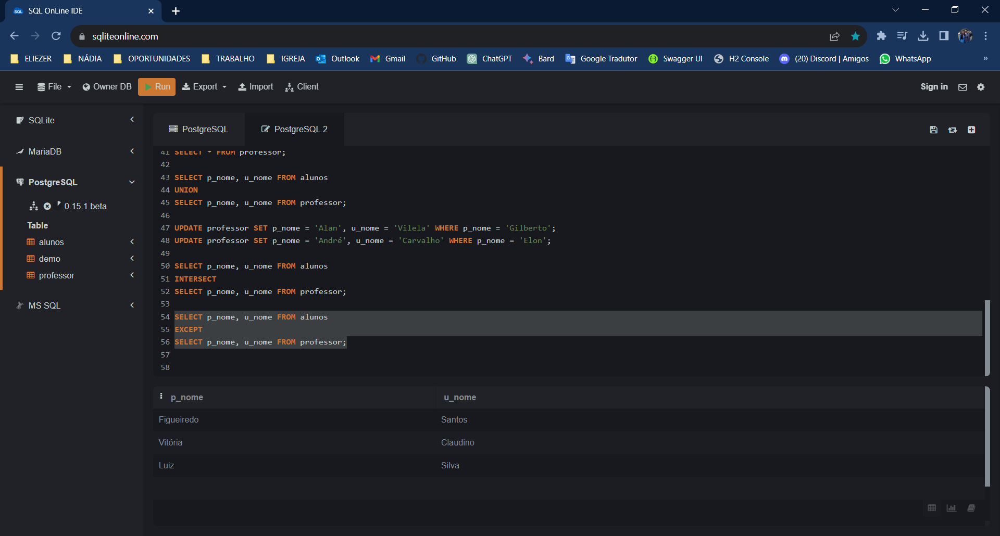 SQL OnLine IDE
sqliteonline.com
ELIEZER NÁDIA OPORTUNIDADES TRABALHO IGREJA Outlook Gmail GitHub ChatGPT Bard Google Tradutor Swagger UI H2 Console (20) Discord | Amigos WhatsApp »
File Owner DB Run Export Import Client Sign in
SQLite
MariaDB
PostgreSQL
0.15.1 beta
Table
alunos
demo
professor
MS SQL
PostgreSQL PostgreSQL.2
41 SELECT * FROM professor;
42
43 SELECT p_nome, u_nome FROM alunos
44 UNION
45 SELECT p_nome, u_nome FROM professor;
46
47 UPDATE professor SET p_nome = 'Alan', u_nome = 'Vilela' WHERE p_nome = 'Gilberto';
48 UPDATE professor SET p_nome = 'André', u_nome = 'Carvalho' WHERE p_nome = 'Elon';
49
50 SELECT p_nome, u_nome FROM alunos
51 INTERSECT
52 SELECT p_nome, u_nome FROM professor;
53
54 SELECT p_nome, u_nome FROM alunos
55 EXCEPT
56 SELECT p_nome, u_nome FROM professor;
57
58
p_nome u_nome
Figueiredo Santos
Vitória Claudino
Luiz Silva